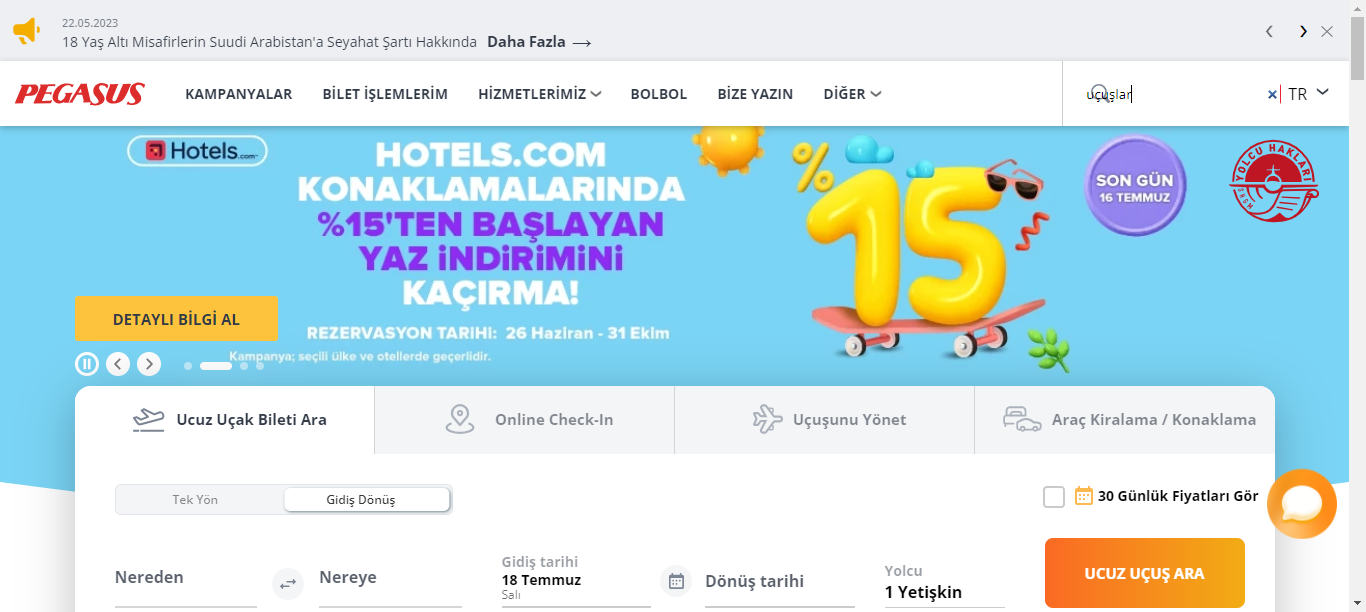 22.05.2023
18 Yaş Altı Misafirlerin Suudi Arabistan'a Seyahat Şartı Hakkında Daha Fazla
PEGASUS KAMPANYALAR BİLET İŞLEMLERİM HİZMETLERİMİZ BOLBOL BİZE YAZIN DİĞER uçuşlar TR
Hotels.com
HOTELS.COM
KONAKLAMALARINDA
%15'TEN BAŞLAYAN
YAZ İNDİRİMİNİ
KAÇIRMA!
REZERVASYON TARIHI: 26 Haziran - 31 Ekim
Kampanya; seçili ülke ve otellerde geçerlidir.
%15
SON GÜN
16 TEMMUZ
YOLCU HAKLARI
DETAYLI BİLGİ AL
Ucuz Uçak Bileti Ara Online Check-In Uçuşunu Yönet Araç Kiralama / Konaklama
Tek Yön Gidiş Dönüş 30 Günlük Fiyatları Gör
Nereden Nereye
Gidiş tarihi
18 Temmuz
Salı
Dönüş tarihi
Yolcu
1 Yetişkin
UCUZ UÇUŞ ARA